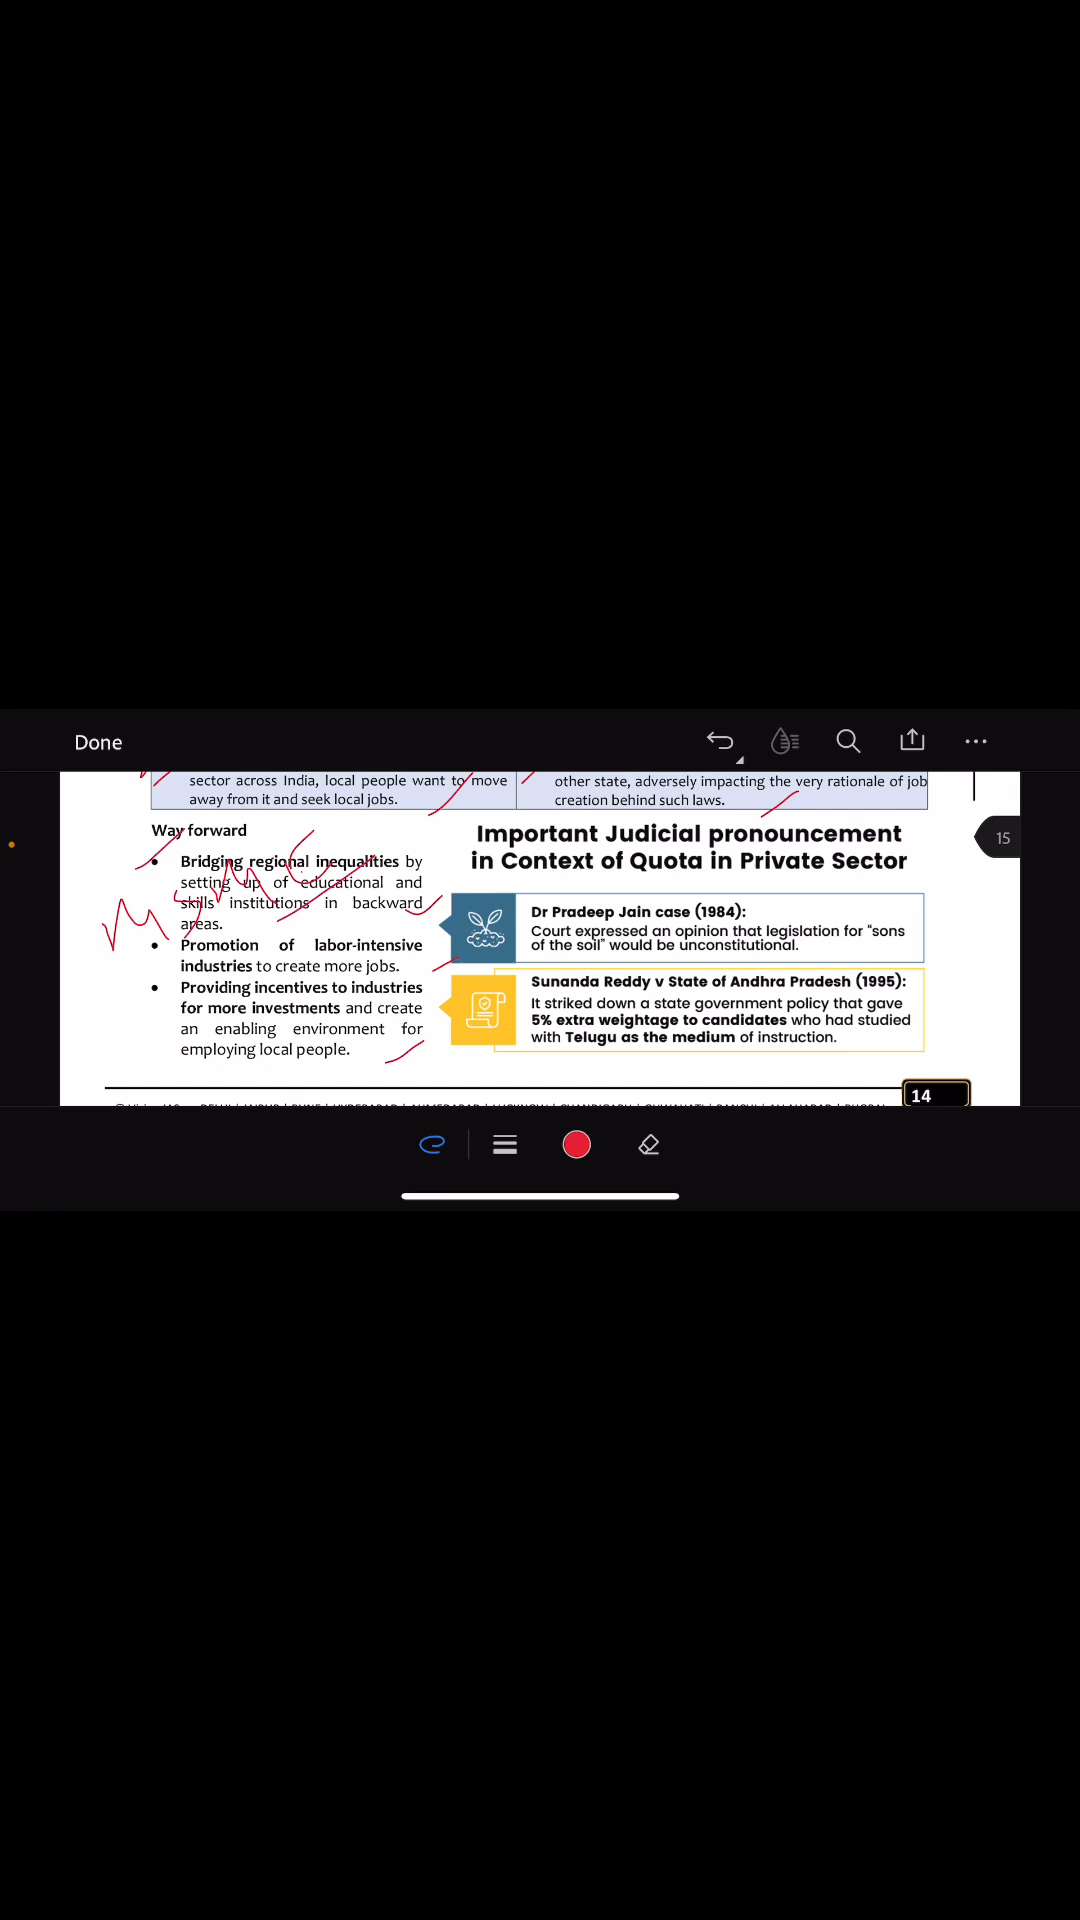 Done
sector across India, local people want to move
away from it and seek local jobs.
other state, adversely impacting the very rationale of job
creation behind such laws.
15
Way forward
• Bridging regional inequalities by
setting up of educational and
skills institutions in backward
areas.
• Promotion of labor-intensive
industries to create more jobs.
• Providing incentives to industries
for more investments and create
an enabling environment for
employing local people.
Important Judicial pronouncement
in Context of Quota in Private Sector
Dr Pradeep Jain case (1984):
Court expressed an opinion that legislation for "sons
of the soil" would be unconstitutional.
Sunanda Reddy v State of Andhra Pradesh (1995):
It striked down a state government policy that gave
5% extra weightage to candidates who had studied
with Telugu as the medium of instruction.
14